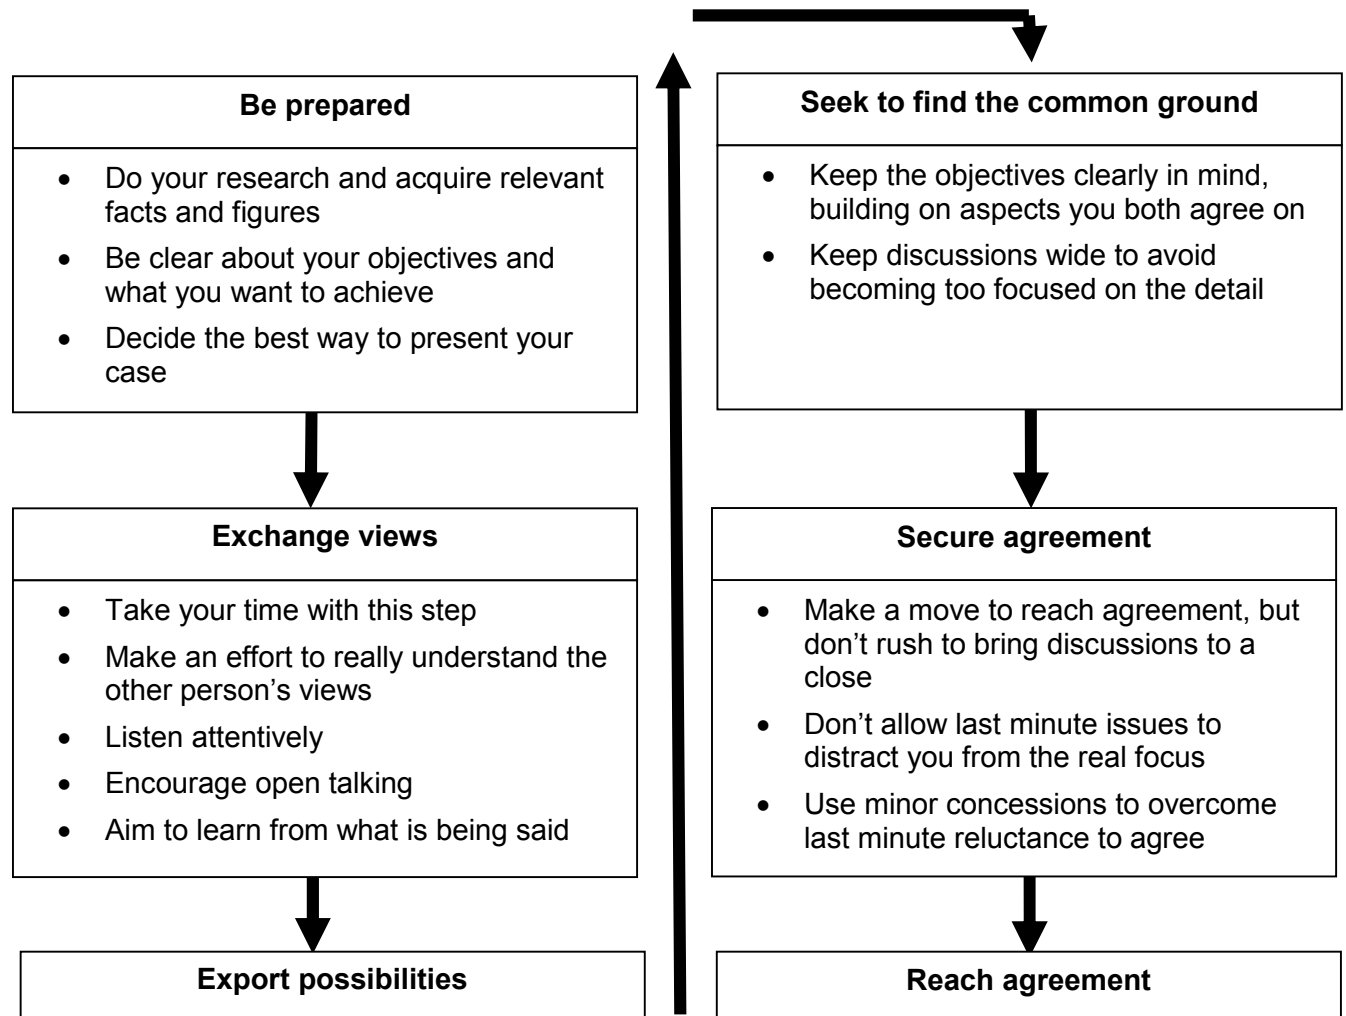 Be prepared
• Do your research and acquire relevant
facts and figures
• Be clear about your objectives and
what you want to achieve
• Decide the best way to present your
case
Exchange views
• Take your time with this step
• Make an effort to really understand the
other person’s views
• Listen attentively
• Encourage open talking
• Aim to learn from what is being said
Export possibilities
Seek to find the common ground
• Keep the objectives clearly in mind,
building on aspects you both agree on
• Keep discussions wide to avoid
becoming too focused on the detail
Secure agreement
• Make a move to reach agreement, but
don’t rush to bring discussions to a
close
• Don’t allow last minute issues to
distract you from the real focus
• Use minor concessions to overcome
last minute reluctance to agree
Reach agreement